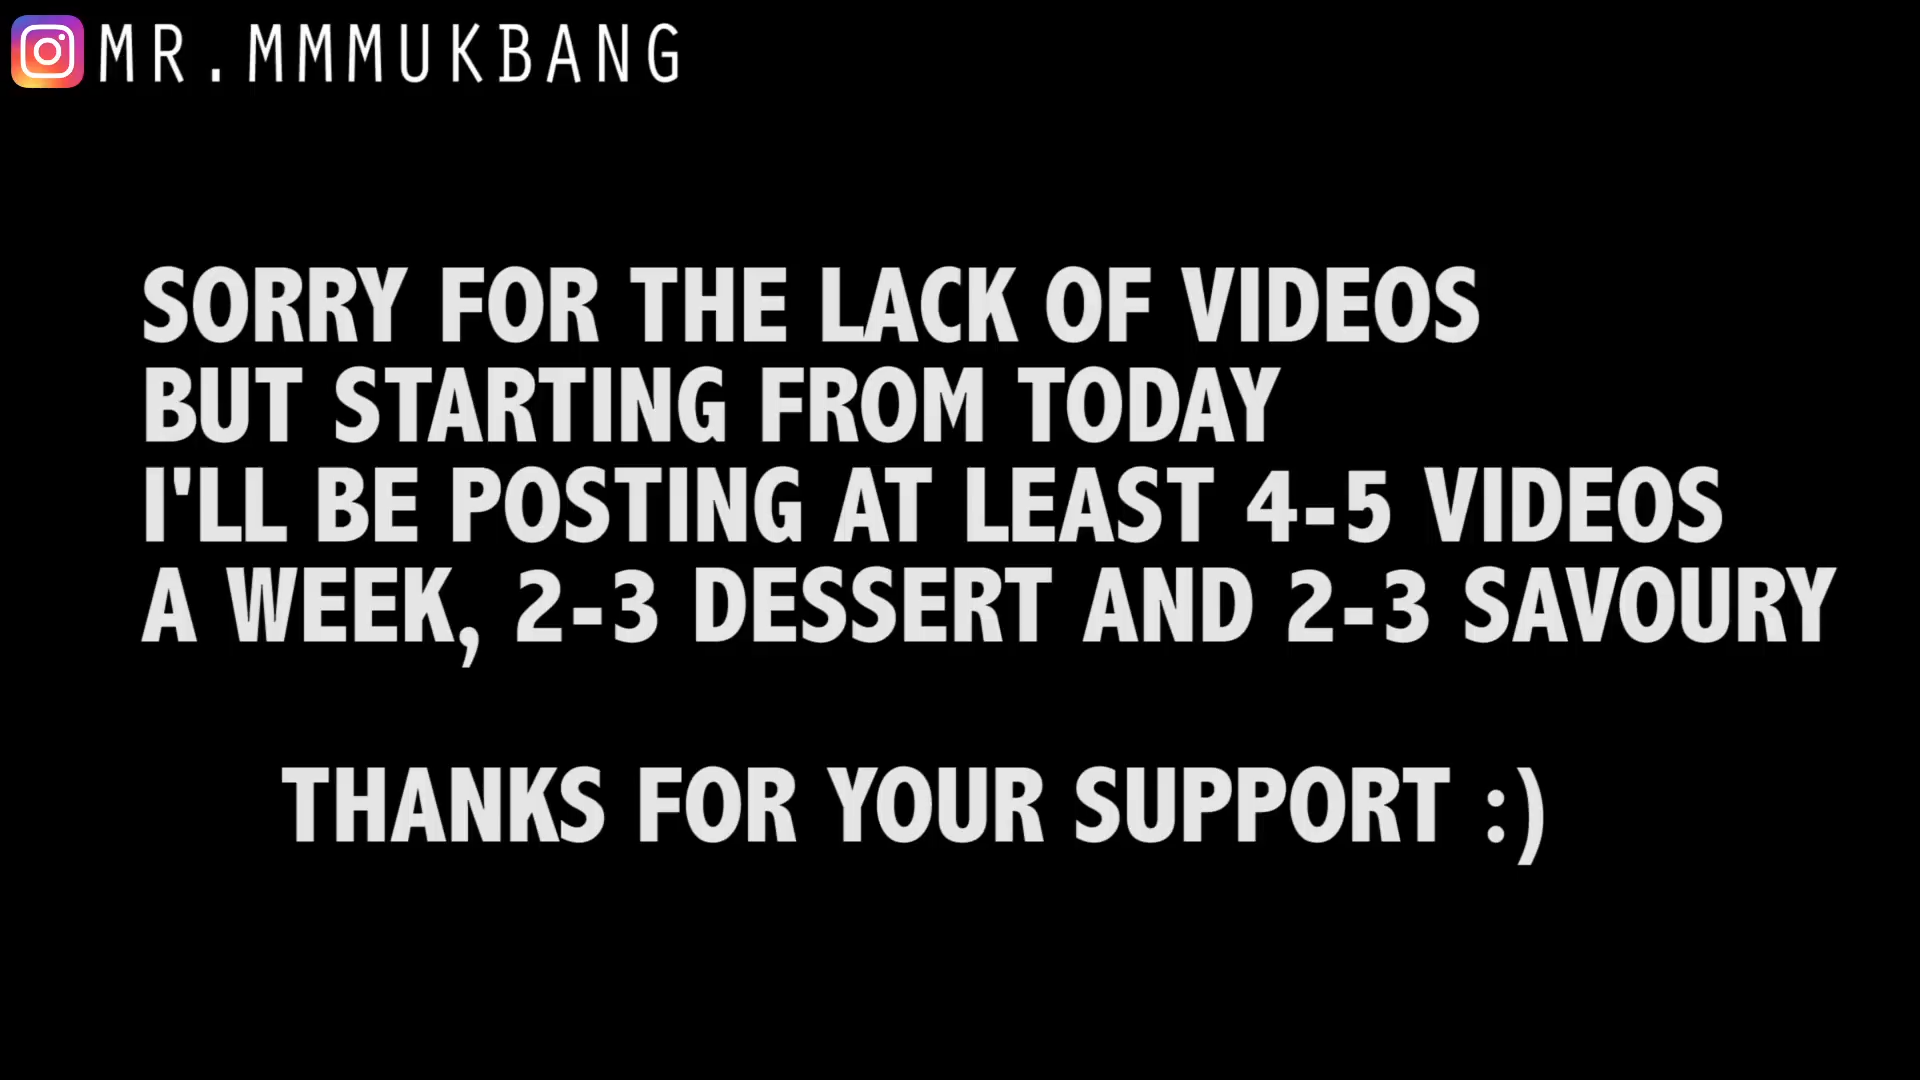 MR.MMMUKBANG
SORRY FOR THE LACK OF VIDEOS
BUT STARTING FROM TODAY
I'LL BE POSTING AT LEAST 4-5 VIDEOS
A WEEK, 2-3 DESSERT AND 2-3 SAVOURY
THANKS FOR YOUR SUPPORT :)